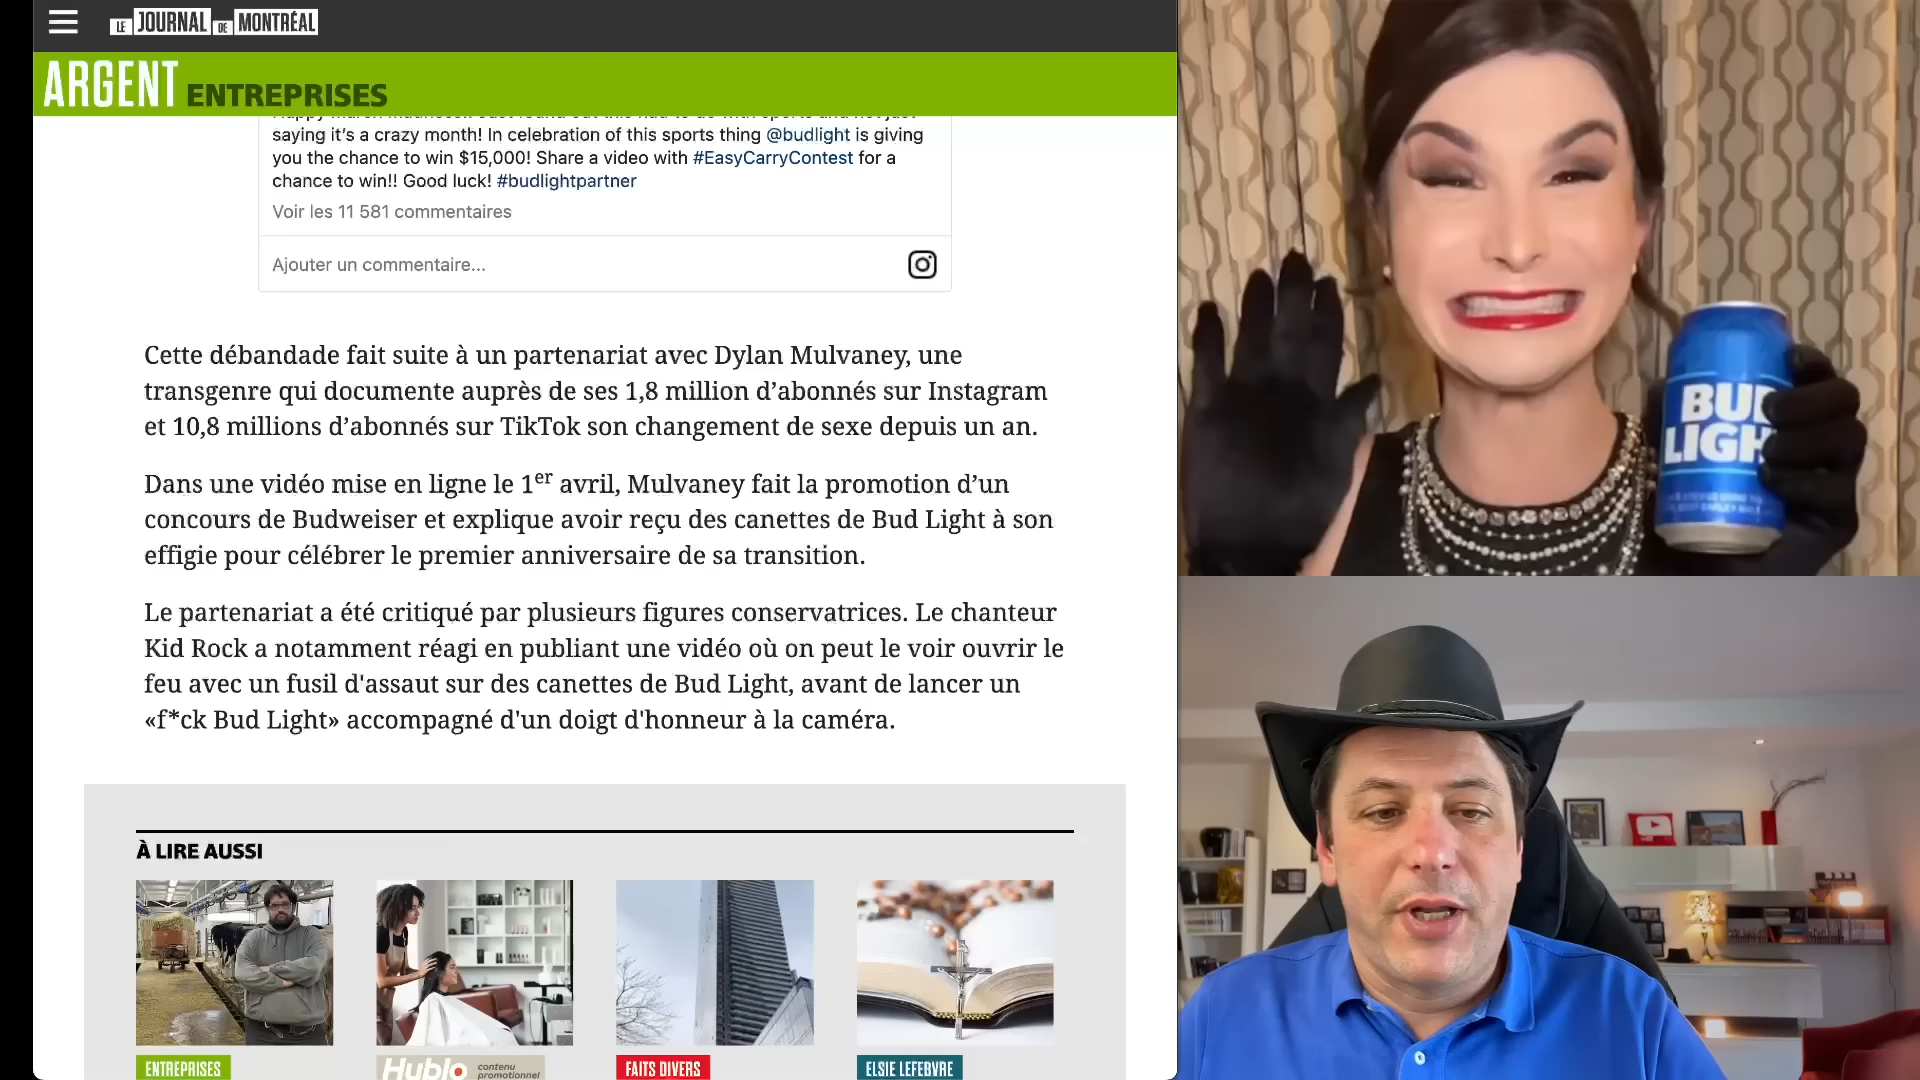 LE JOURNAL DE MONTRÉAL
ARGENT ENTREPRISES
saying it's a crazy month! In celebration of this sports thing @budlight is giving
you the chance to win $15,000! Share a video with #EasyCarryContest for a
chance to win!! Good luck! #budlightpartner
Voir les 11 581 commentaires
Ajouter un commentaire...
Cette débandade fait suite à un partenariat avec Dylan Mulvaney, une
transgenre qui documente auprès de ses 1,8 million d’abonnés sur Instagram
et 10,8 millions d’abonnés sur TikTok son changement de sexe depuis un an.
Dans une vidéo mise en ligne le 1er avril, Mulvaney fait la promotion d’un
concours de Budweiser et explique avoir reçu des canettes de Bud Light à son
effigie pour célébrer le premier anniversaire de sa transition.
Le partenariat a été critiqué par plusieurs figures conservatrices. Le chanteur
Kid Rock a notamment réagi en publiant une vidéo où on peut le voir ouvrir le
feu avec un fusil d'assaut sur des canettes de Bud Light, avant de lancer un
«f*ck Bud Light» accompagné d'un doigt d'honneur à la caméra.
À LIRE AUSSI
ENTREPRISES
Hublo contenu
promotionnel
FAITS DIVERS
ELSIE LEFEBVRE
BUD
LIGH